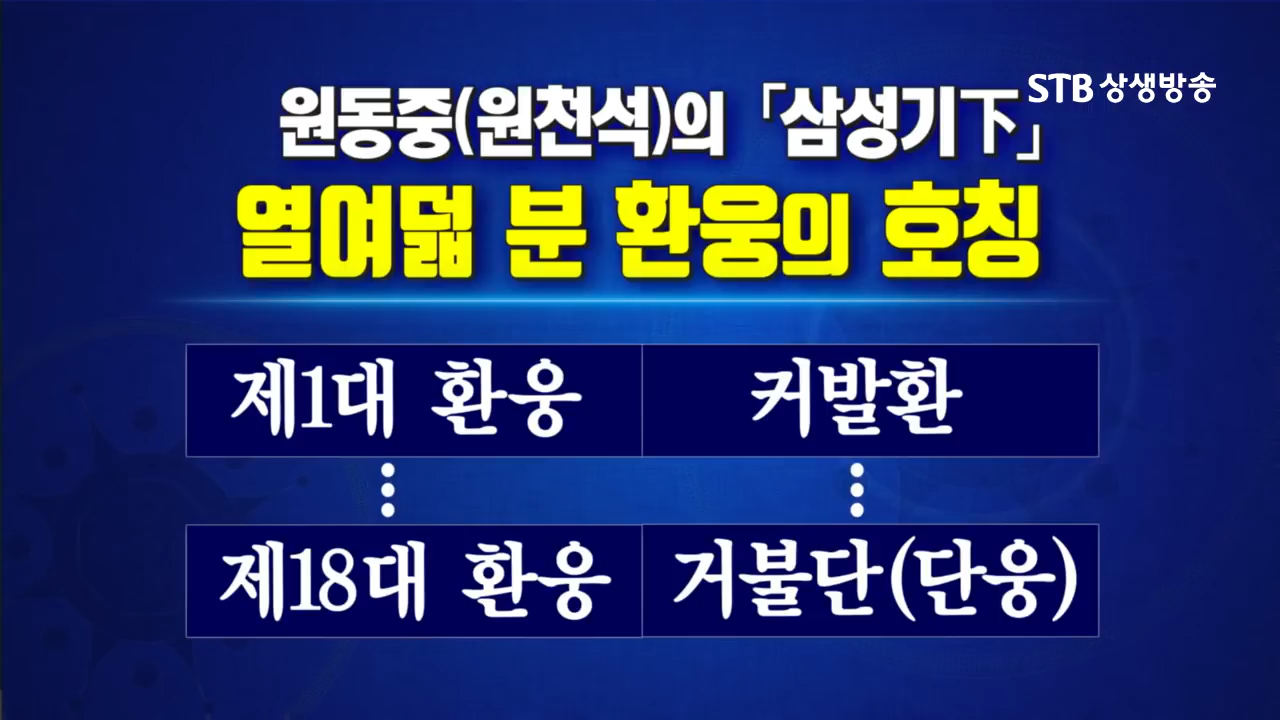 STB 상생방송
원동중(원천석)의 「삼성기下」
열여덟 분 환웅의 호칭
제1대 환웅 커발환
제18대 환웅 거불단(단웅)